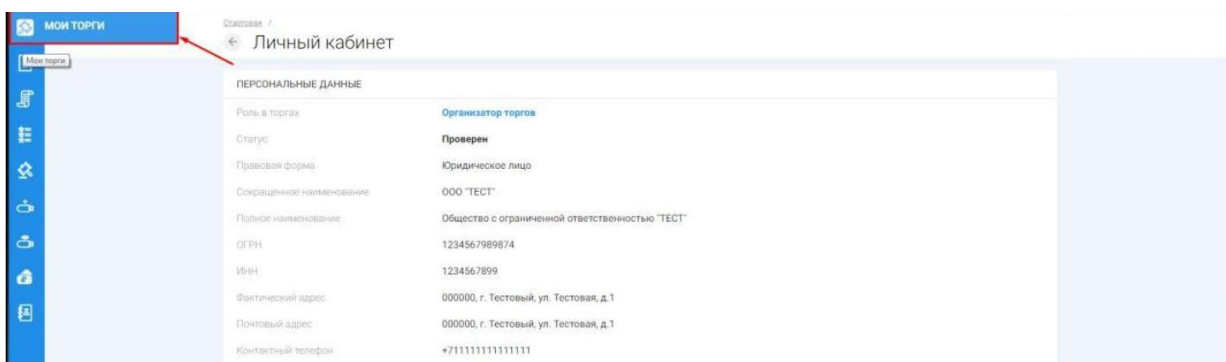 МОИ ТОРГИ
Мои торги
Стартовая /
Личный кабинет
ПЕРСОНАЛЬНЫЕ ДАННЫЕ
Роль в торгах Организатор торгов
Статус Проверен
Правовая форма Юридическое лицо
Сокращенное наименование ООО "ТЕСТ"
Полное наименование Общество с ограниченной ответственностью "ТЕСТ"
ОГРН 1234567989874
ИНН 1234567899
Фактический адрес 000000, г. Тестовый, ул. Тестовая, д.1
Почтовый адрес 000000, г. Тестовый, ул. Тестовая, д.1
Контактный телефон +711111111111111